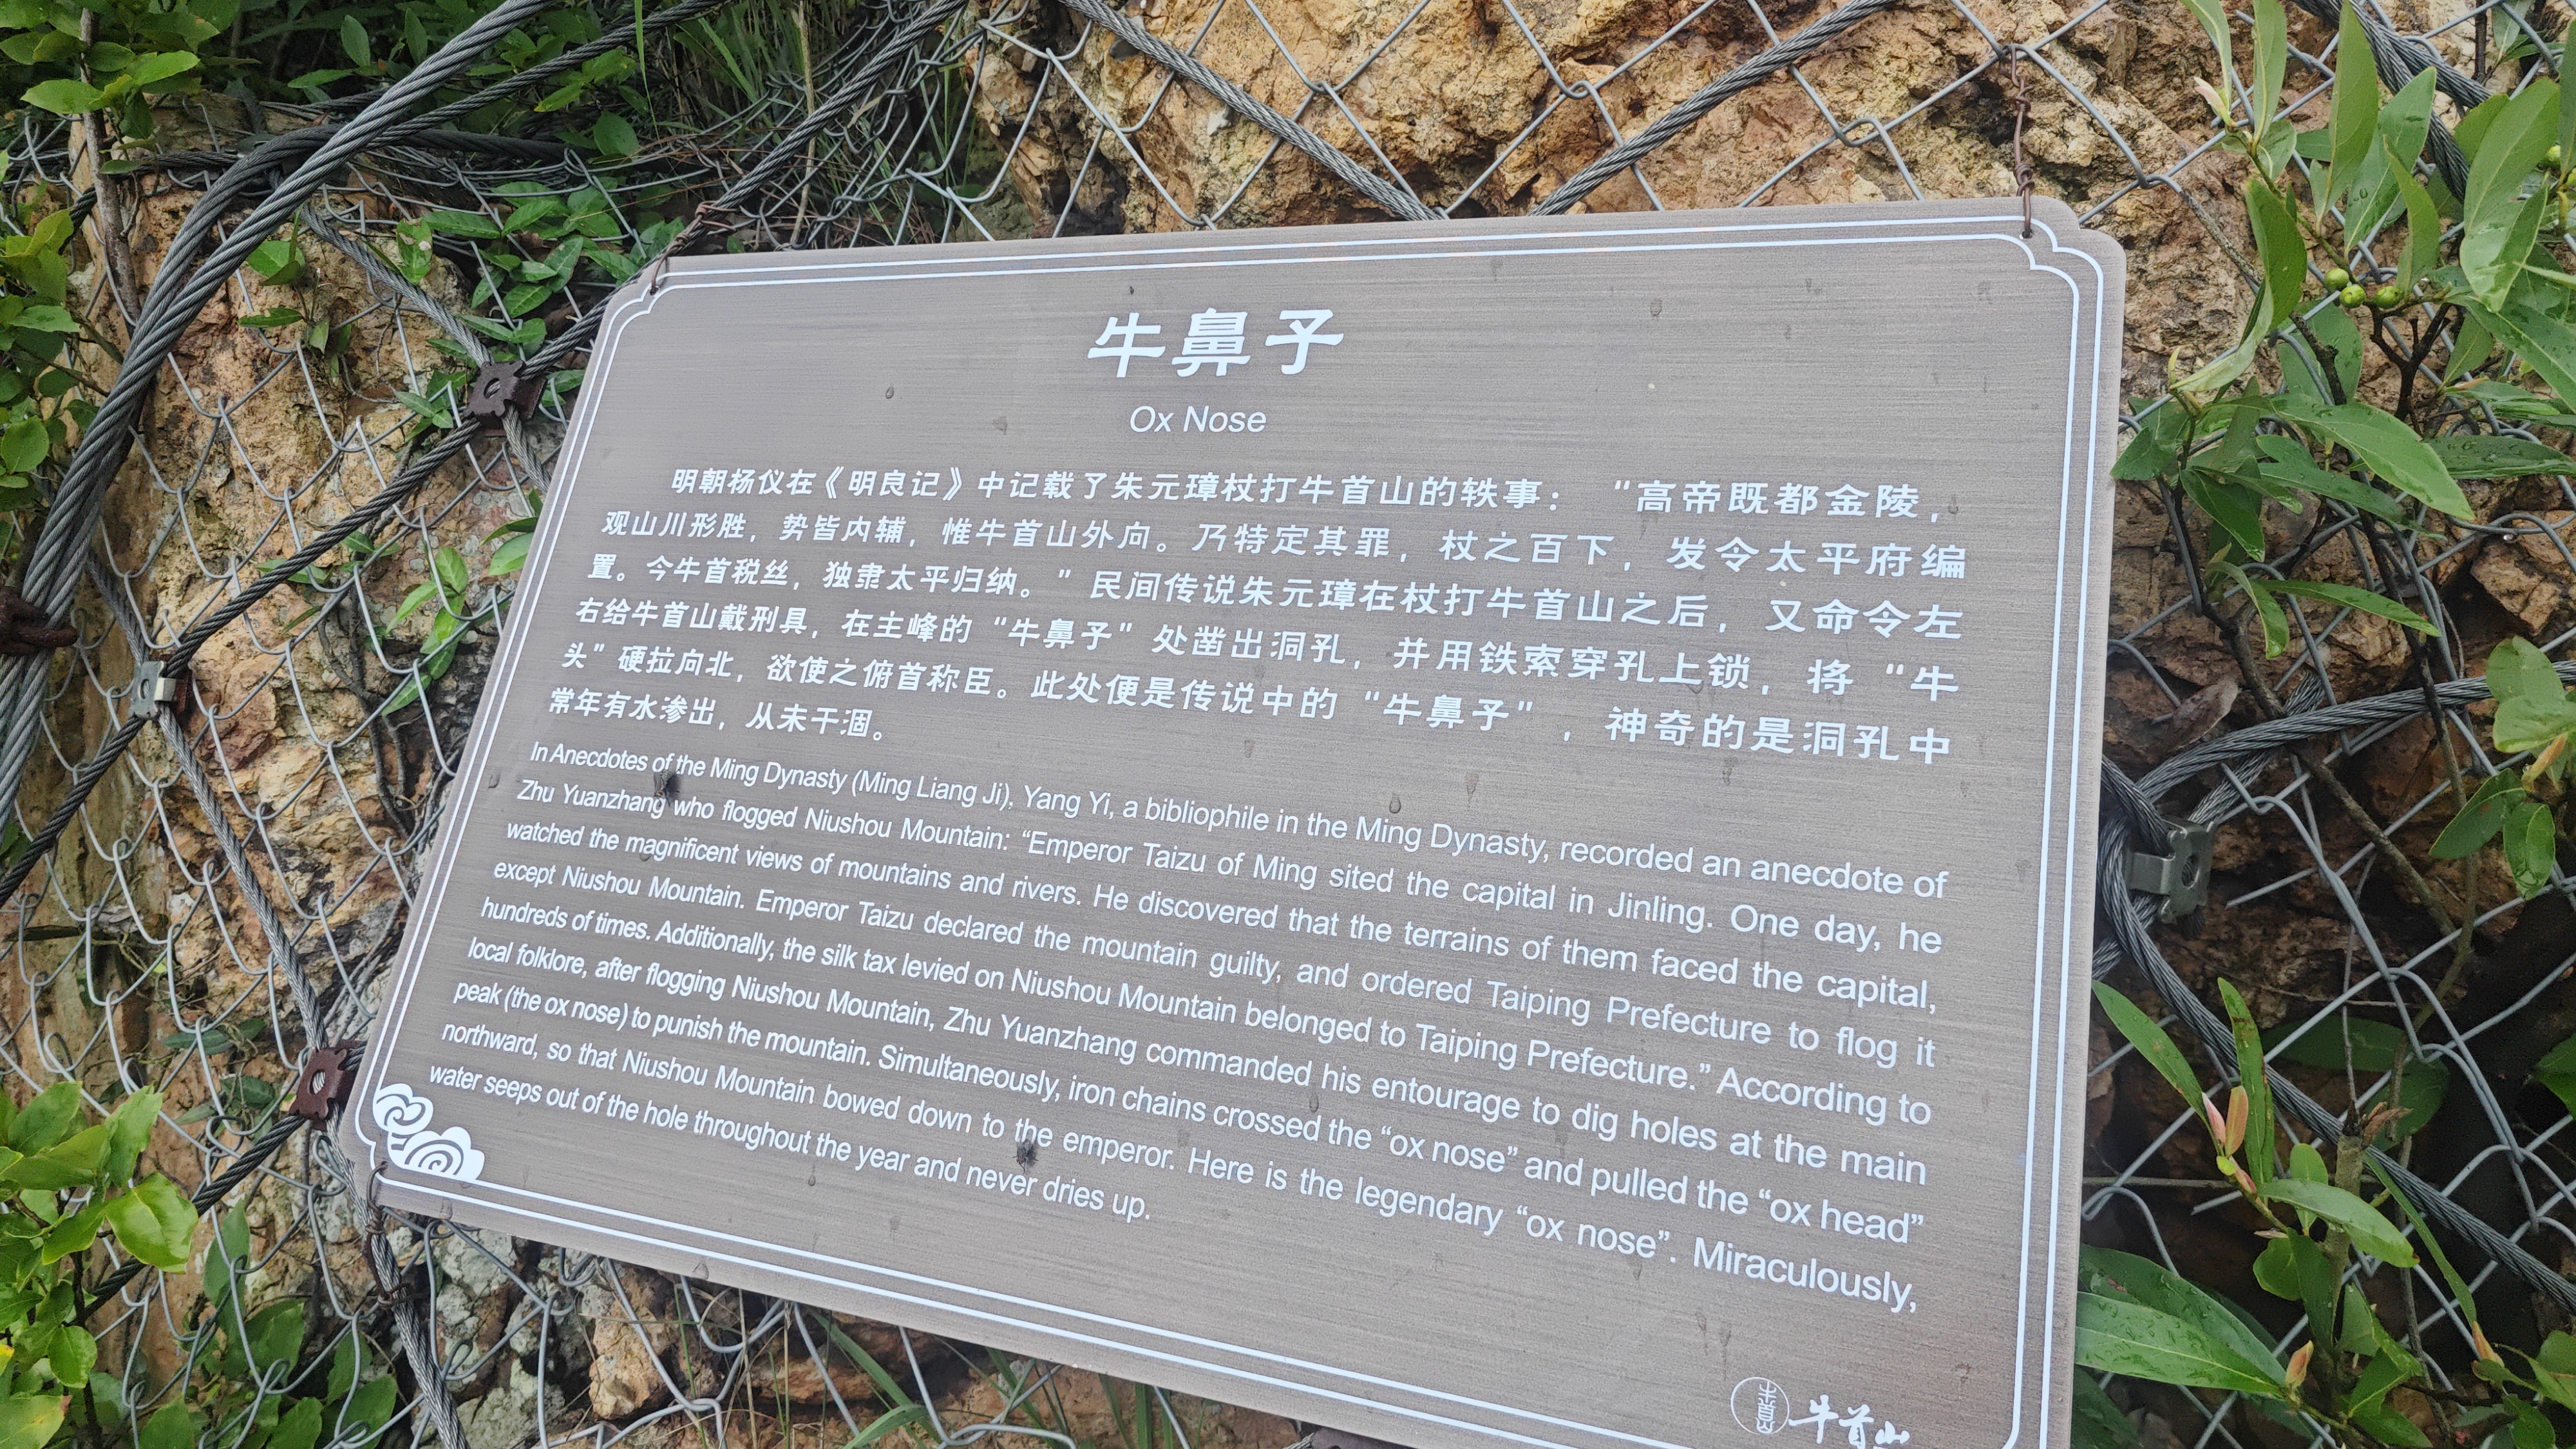 牛鼻子
Ox Nose
明朝杨仪在《明良记》中记载了朱元璋杖打牛首山的轶事：“高帝既都金陵，
观山川形胜，势皆内辅，惟牛首山外向。乃特定其罪，杖之百下，发令太平府编
置。今牛首税丝，独隶太平归纳。”民间传说朱元璋在杖打牛首山之后，又命令左
右给牛首山戴刑具，在主峰的“牛鼻子”处凿出洞孔，并用铁索穿孔上锁，将“牛
头”硬拉向北，欲使之俯首称臣。此处便是传说中的“牛鼻子”，神奇的是洞孔中
常年有水渗出，从未干涸。
In Anecdotes of the Ming Dynasty (Ming Liang Ji), Yang Yi, a bibliophile in the Ming Dynasty, recorded an anecdote of
Zhu Yuanzhang who flogged Niushou Mountain: “Emperor Taizu of Ming sited the capital in Jinling. One day, he
watched the magnificent views of mountains and rivers. He discovered that the terrains of them faced the capital,
except Niushou Mountain. Emperor Taizu declared the mountain guilty, and ordered Taiping Prefecture to flog it
hundreds of times. Additionally, the silk tax levied on Niushou Mountain belonged to Taiping Prefecture.” According to
local folklore, after flogging Niushou Mountain, Zhu Yuanzhang commanded his entourage to dig holes at the main
peak (the ox nose) to punish the mountain. Simultaneously, iron chains crossed the “ox nose” and pulled the “ox head”
northward, so that Niushou Mountain bowed down to the emperor. Here is the legendary “ox nose”. Miraculously,
water seeps out of the hole throughout the year and never dries up.
牛首山